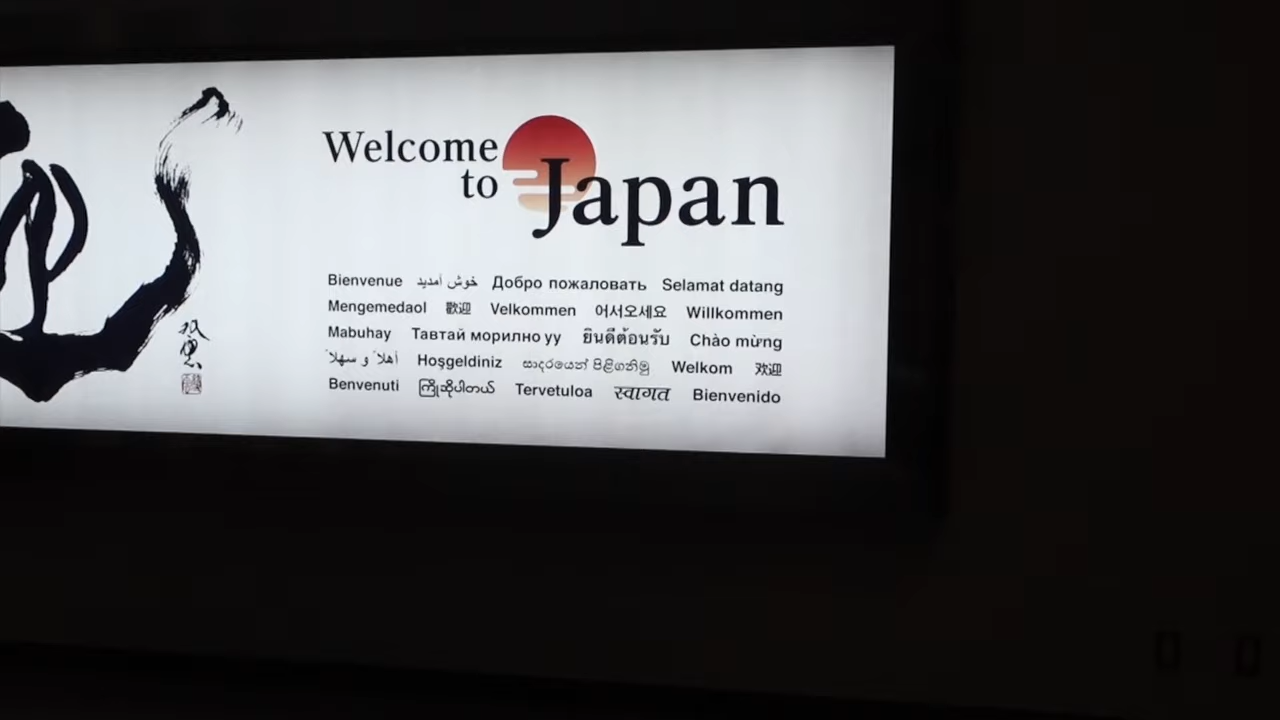 Welcome
to Japan
Bienvenue خوش آمدید Добро пожаловать Selamat datang
Mengemedaol 歡迎 Velkommen 어서오세요 Willkommen
Mabuhay Тавтай морилно уу ยินดีต้อนรับ Chào mừng
أهلاً و سهلاً Hoşgeldiniz සාදරයෙන් පිළිගනිමු Welkom 欢迎
Benvenuti ကြိုဆိုပါတယ် Tervetuloa स्वागत Bienvenido